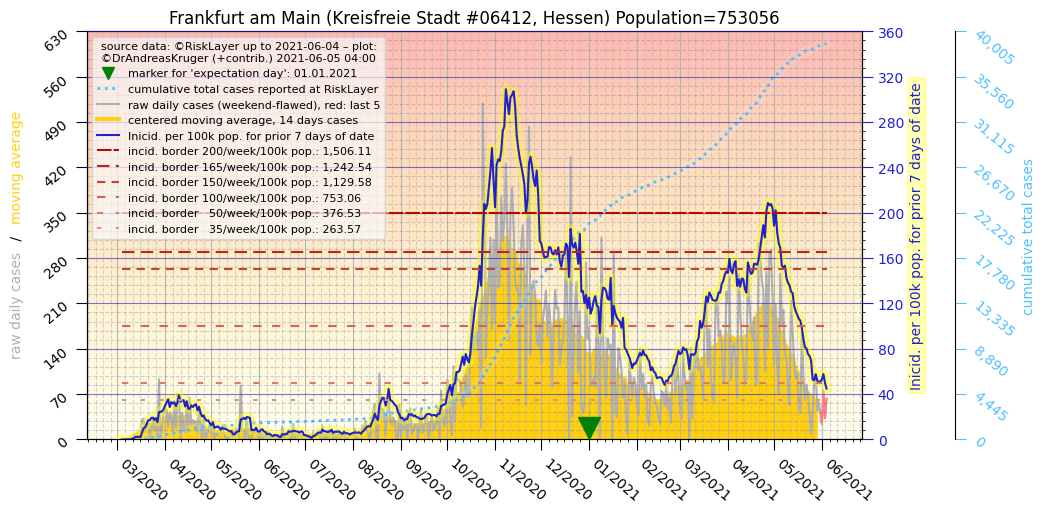 Frankfurt am Main (Kreisfreie Stadt #06412, Hessen) Population=753056
source data: ©RiskLayer up to 2021-06-04 – plot:
©DrAndreasKruger (+contrib.) 2021-06-05 04:00
marker for 'expectation day': 01.01.2021
cumulative total cases reported at RiskLayer
raw daily cases (weekend-flawed), red: last 5
centered moving average, 14 days cases
Inicid. per 100k pop. for prior 7 days of date
incid. border 200/week/100k pop.: 1,506.11
incid. border 165/week/100k pop.: 1,242.54
incid. border 150/week/100k pop.: 1,129.58
incid. border 100/week/100k pop.: 753.06
incid. border   50/week/100k pop.: 376.53
incid. border   35/week/100k pop.: 263.57
raw daily cases / moving average
630
560
490
420
350
280
210
140
70
0
03/2020
04/2020
05/2020
06/2020
07/2020
08/2020
09/2020
10/2020
11/2020
12/2020
01/2021
02/2021
03/2021
04/2021
05/2021
06/2021
360
320
280
240
200
160
120
80
40
0
Inicid. per 100k pop. for prior 7 days of date
40,005
35,560
31,115
26,670
22,225
17,780
13,335
8,890
4,445
0
cumulative total cases